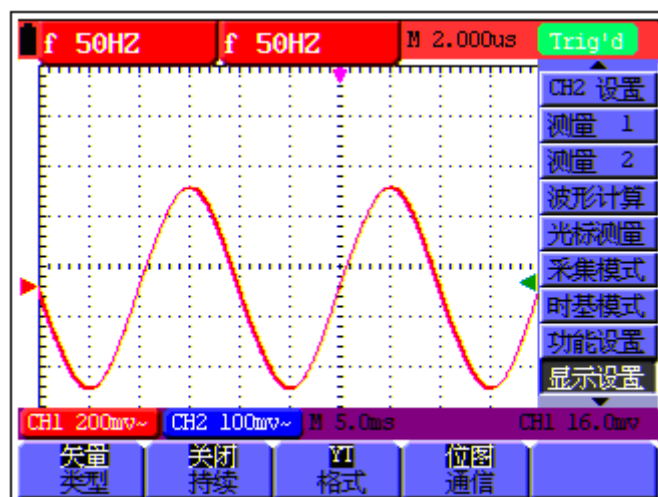 f 50HZ f 50HZ M 2.000us Trig'd
CH2 设置
测量 1
测量 2
波形计算
光标测量
采集模式
时基模式
功能设置
显示设置
CH1 200mv~ CH2 100mv~ M 5.0ms CH1 16.0mv
矢量 关闭 YT 位图
类型 持续 格式 通信